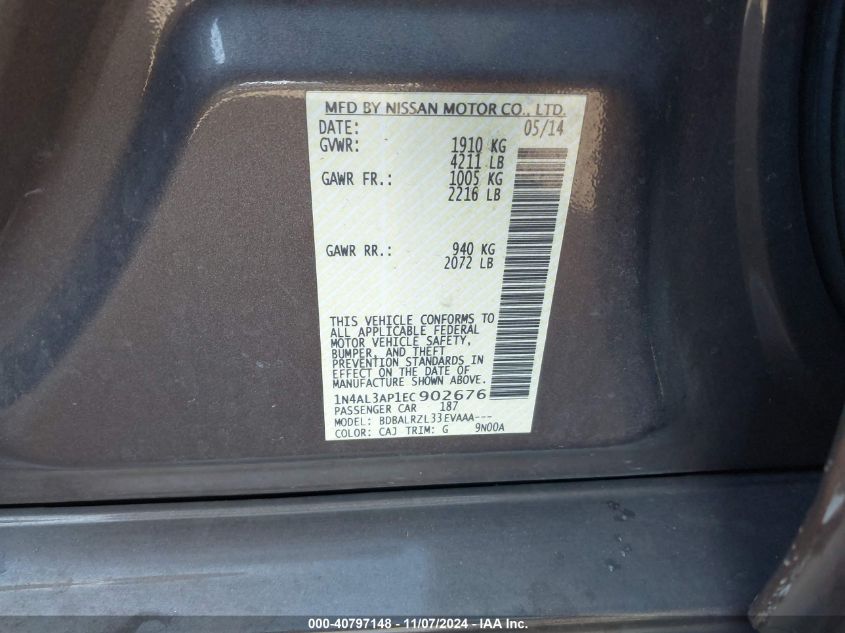 MFD BY NISSAN MOTOR CO., LTD.
DATE: 05/14
GVWR: 1910 KG
4211 LB
GAWR FR.: 1005 KG
2216 LB
GAWR RR.: 940 KG
2072 LB
THIS VEHICLE CONFORMS TO
ALL APPLICABLE FEDERAL
MOTOR VEHICLE SAFETY,
BUMPER, AND THEFT
PREVENTION STANDARDS IN
EFFECT ON THE DATE OF
MANUFACTURE SHOWN ABOVE.
1N4AL3AP1EC902676
PASSENGER CAR 187
MODEL: BDBALRZL33EVAAA---
COLOR: CAJ TRIM: G 9N00A
000-40797148 - 11/07/2024 - IAA Inc.